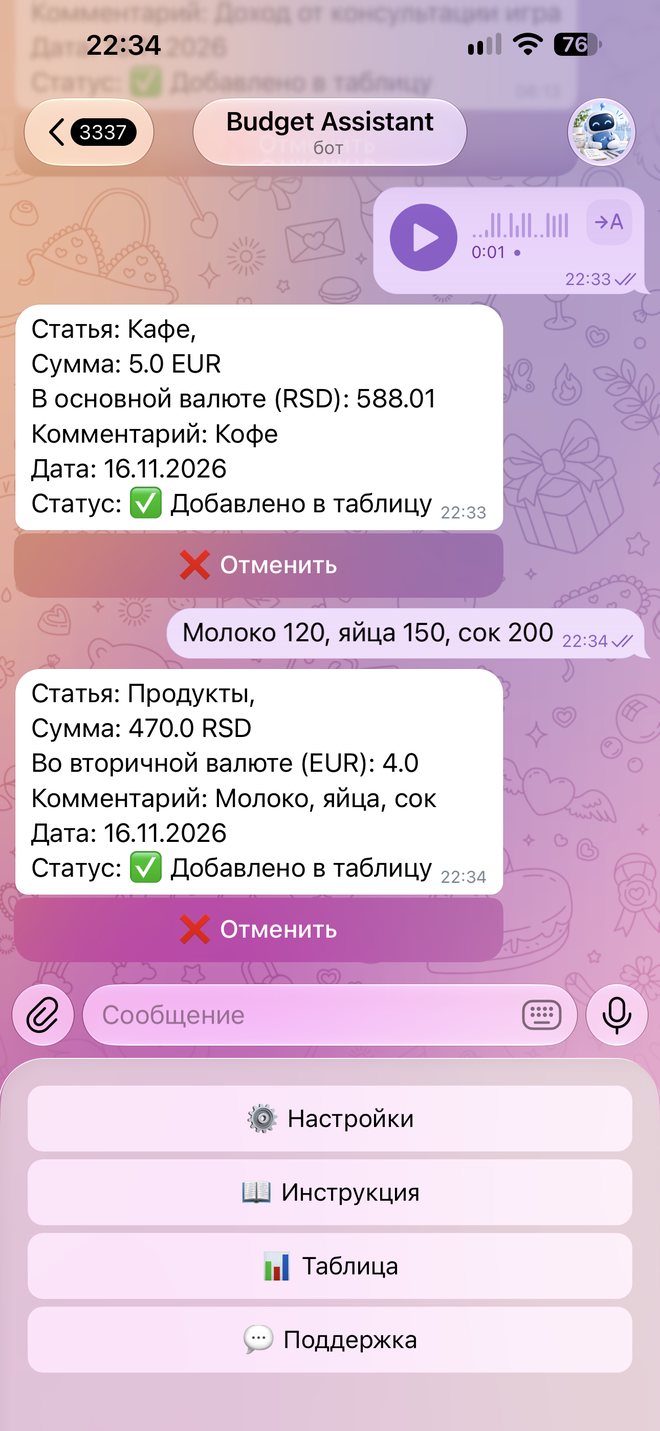 Комментарий: Доход от консультации игра
22:34
76
Дата 2026
Статус: ✅ Добавлено в таблицу
3337
Budget Assistant
бот
→A
0:01
22:33
Статья: Кафе,
Сумма: 5.0 EUR
В основной валюте (RSD): 588.01
Комментарий: Кофе
Дата: 16.11.2026
Статус: ✅ Добавлено в таблицу 22:33
❌ Отменить
Молоко 120, яйца 150, сок 200 22:34
Статья: Продукты,
Сумма: 470.0 RSD
Во вторичной валюте (EUR): 4.0
Комментарий: Молоко, яйца, сок
Дата: 16.11.2026
Статус: ✅ Добавлено в таблицу 22:34
❌ Отменить
Сообщение
⚙️ Настройки
📖 Инструкция
📊 Таблица
💬 Поддержка